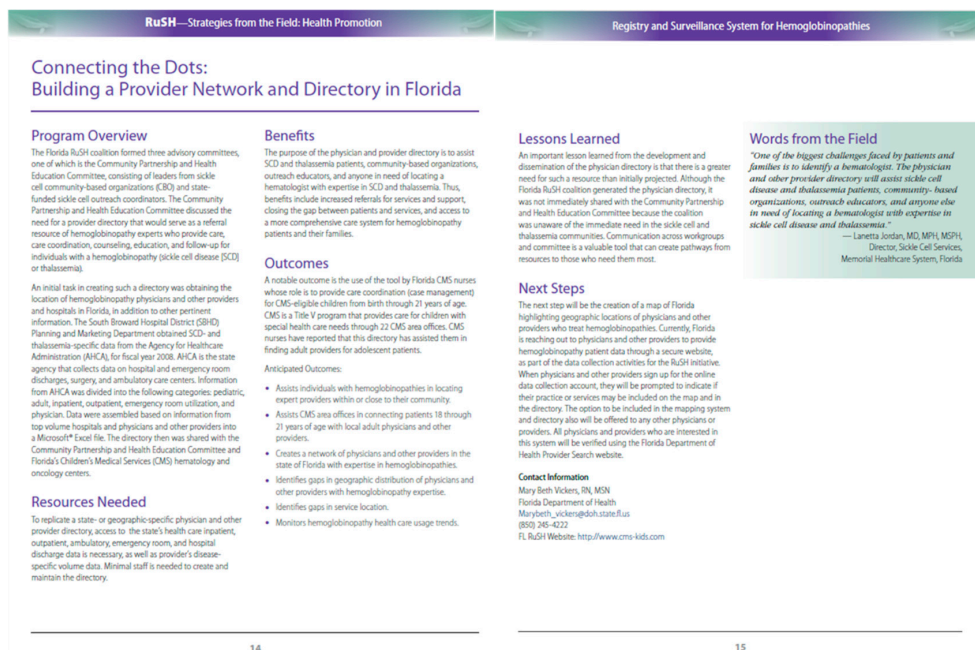 RuSH—Strategies from the Field: Health Promotion
Connecting the Dots:
Building a Provider Network and Directory in Florida
Program Overview
The Florida RuSH coalition formed three advisory committees,
one of which is the Community Partnership and Health
Education Committee, consisting of leaders from sickle
cell community-based organizations (CBO) and state-
funded sickle cell outreach coordinators. The Community
Partnership and Health Education Committee discussed the
need for a provider directory that would serve as a referral
resource of hemoglobinopathy experts who provide care,
care coordination, counseling, education, and follow-up for
individuals with a hemoglobinopathy (sickle cell disease [SCD]
or thalassemia).
An initial task in creating such a directory was obtaining the
location of hemoglobinopathy physicians and other providers
and hospitals in Florida, in addition to other pertinent
information. The South Broward Hospital District (SBHD)
Planning and Marketing Department obtained SCD- and
thalassemia-specific data from the Agency for Healthcare
Administration (AHCA), for fiscal year 2008. AHCA is the state
agency that collects data on hospital and emergency room
discharges, surgery, and ambulatory care centers. Information
from AHCA was divided into the following categories: pediatric,
adult, inpatient, outpatient, emergency room utilization, and
physician. Data were assembled based on information from
top volume hospitals and physicians and other providers into
a Microsoft® Excel file. The directory then was shared with the
Community Partnership and Health Education Committee and
Florida's Children's Medical Services (CMS) hematology and
oncology centers.
Resources Needed
To replicate a state- or geographic-specific physician and other
provider directory, access to the state's health care inpatient,
outpatient, ambulatory, emergency room, and hospital
discharge data is necessary, as well as provider's disease-
specific volume data. Minimal staff is needed to create and
maintain the directory.
Benefits
The purpose of the physician and provider directory is to assist
SCD and thalassemia patients, community-based organizations,
outreach educators, and anyone in need of locating a
hematologist with expertise in SCD and thalassemia. Thus,
benefits include increased referrals for services and support,
closing the gap between patients and services, and access to
a more comprehensive care system for hemoglobinopathy
patients and their families.
Outcomes
A notable outcome is the use of the tool by Florida CMS nurses
whose role is to provide care coordination (case management)
for CMS-eligible children from birth through 21 years of age.
CMS is a Title V program that provides care for children with
special health care needs through 22 CMS area offices. CMS
nurses have reported that this directory has assisted them in
finding adult providers for adolescent patients.
Anticipated Outcomes:
• Assists individuals with hemoglobinopathies in locating
expert providers within or close to their community.
• Assists CMS area offices in connecting patients 18 through
21 years of age with local adult physicians and other
providers.
• Creates a network of physicians and other providers in the
state of Florida with expertise in hemoglobinopathies.
• Identifies gaps in geographic distribution of physicians and
other providers with hemoglobinopathy expertise.
• Identifies gaps in service location.
• Monitors hemoglobinopathy health care usage trends.
14
Registry and Surveillance System for Hemoglobinopathies
Lessons Learned
An important lesson learned from the development and
dissemination of the physician directory is that there is a greater
need for such a resource than initially projected. Although the
Florida RuSH coalition generated the physician directory, it
was not immediately shared with the Community Partnership
and Health Education Committee because the coalition
was unaware of the immediate need in the sickle cell and
thalassemia communities. Communication across workgroups
and committee is a valuable tool that can create pathways from
resources to those who need them most.
Next Steps
The next step will be the creation of a map of Florida
highlighting geographic locations of physicians and other
providers who treat hemoglobinopathies. Currently, Florida
is reaching out to physicians and other providers to provide
hemoglobinopathy patient data through a secure website,
as part of the data collection activities for the RuSH initiative.
When physicians and other providers sign up for the online
data collection account, they will be prompted to indicate if
their practice or services may be included on the map and in
the directory. The option to be included in the mapping system
and directory also will be offered to any other physicians or
providers. All physicians and providers who are interested in
this system will be verified using the Florida Department of
Health Provider Search website.
Contact Information
Mary Beth Vickers, RN, MSN
Florida Department of Health
Marybeth_vickers@doh.state.fl.us
(850) 245-4222
FL RuSH Website: http://www.cms-kids.com
Words from the Field
"One of the biggest challenges faced by patients and
families is to identify a hematologist. The physician
and other provider directory will assist sickle cell
disease and thalassemia patients, community- based
organizations, outreach educators, and anyone else
in need of locating a hematologist with expertise in
sickle cell disease and thalassemia."
— Lanetta Jordan, MD, MPH, MSPH,
Director, Sickle Cell Services,
Memorial Healthcare System, Florida
15